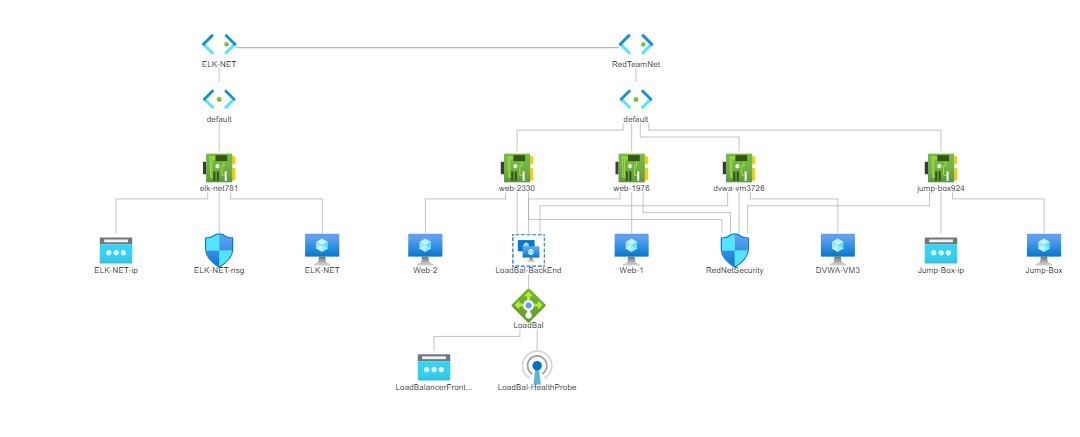 ELK-NET
RedTeamNet
default
default
elk-net781
web-2330
web-1976
dvwa-vm3726
jump-box924
ELK-NET-ip
ELK-NET-nsg
ELK-NET
Web-2
LoadBal-BackEnd
Web-1
RedNetSecurity
DVWA-VM3
Jump-Box-ip
Jump-Box
LoadBal
LoadBalancerFront...
LoadBal-HealthProbe